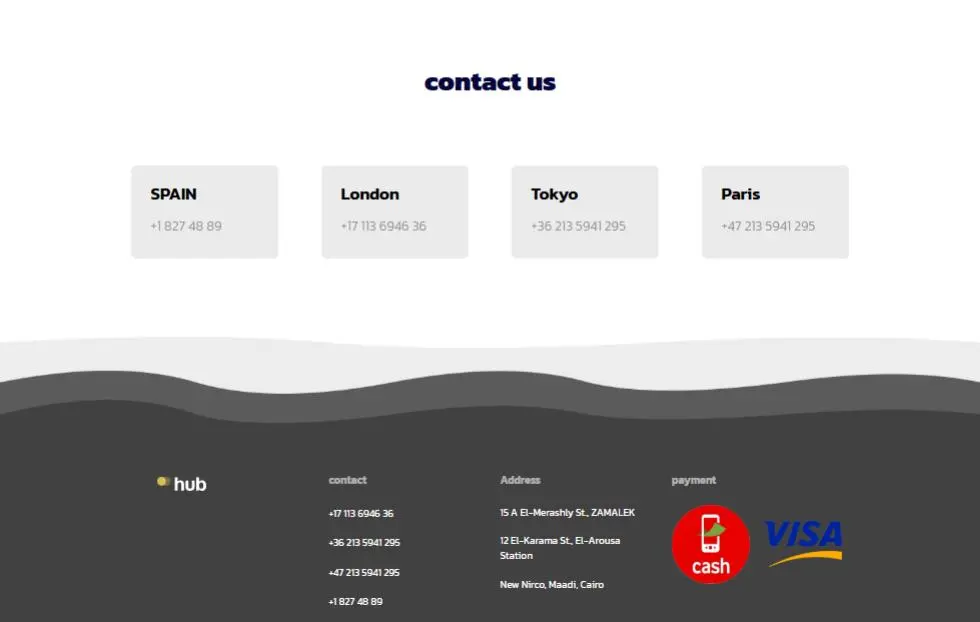 contact us
SPAIN
+1 827 48 89
London
+17 113 6946 36
Tokyo
+36 213 5941 295
Paris
+47 213 5941 295
hub
contact
+17 113 6946 36
+36 213 5941 295
+47 213 5941 295
+1 827 48 89
Address
15 A El-Merashly St., ZAMALEK
12 El-Karama St., El-Arousa
Station
New Nirco, Maadi, Cairo
payment
cash
VISA